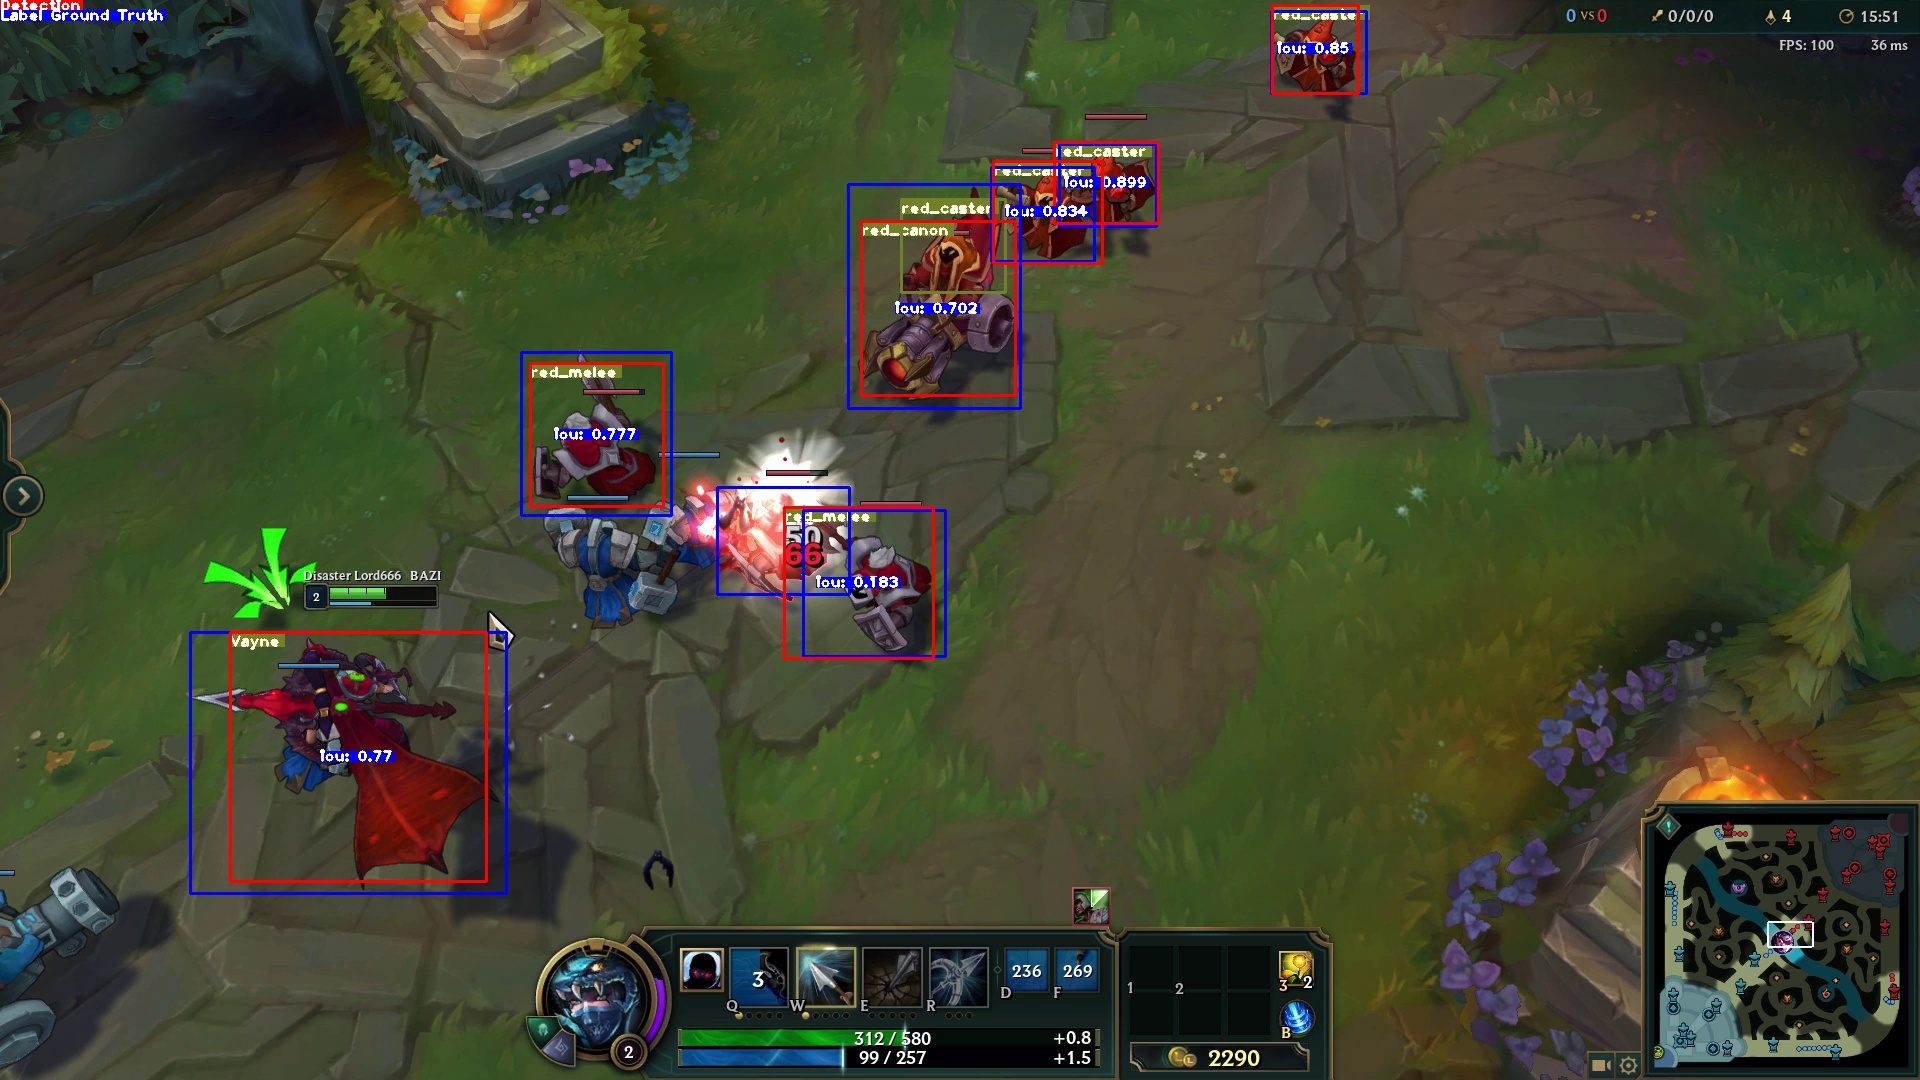 Detection
Label Ground Truth
0 vs 0
0/0/0
4
15:51
FPS: 100
36 ms
red_caste
Iou: 0.85
red_caster
Iou: 0.899
red_caster
Iou: 0.834
red_caster
red_canon
Iou: 0.702
red_melee
Iou: 0.777
red_melee
50
66
Iou: 0.183
Disaster Lord666 BAZI
2
Vayne
Iou: 0.77
3
Q
W
E
R
236
D
269
F
1
2
3
2
B
2
312 / 580
+0.8
99 / 257
+1.5
2290